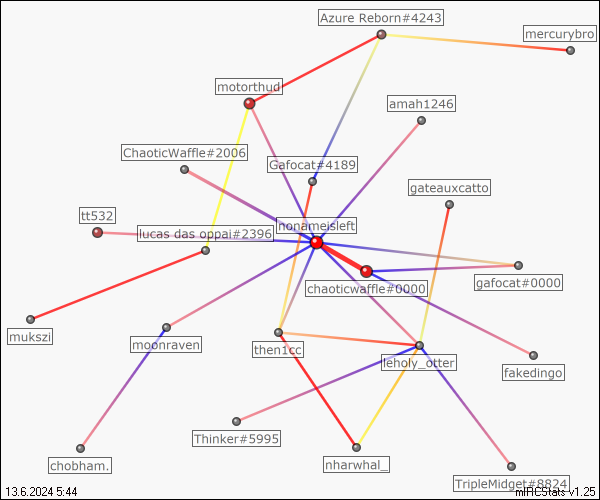 Azure Reborn#4243
mercurybro
motorthud
amah1246
ChaoticWaffle#2006
Gafocat#4189
gateauxcatto
tt532
nonameisleft
lucas das oppai#2396
chaoticwaffle#0000
gafocat#0000
mukszi
moonraven
then1cc
leholy_otter
fakedingo
Thinker#5995
chobham.
nharwhal_
TripleMidget#8824
13.6.2024 5:44
mIRCStats v1.25